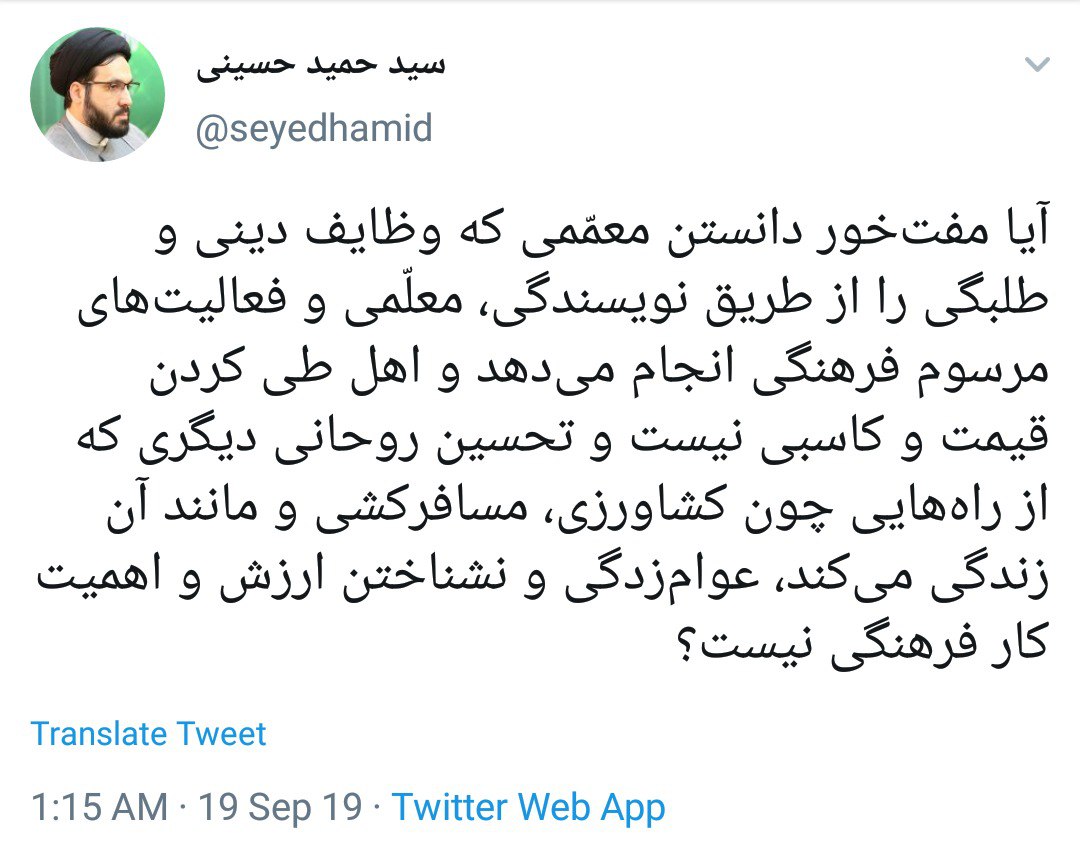 سید حمید حسینی
@seyedhamid
آیا مفت‌خور دانستن معمّمی که وظایف دینی و
طلبگی را از طریق نویسندگی، معلّمی و فعالیت‌های
مرسوم فرهنگی انجام می‌دهد و اهل طی کردن
قیمت و کاسبی نیست و تحسین روحانی دیگری که
از راه‌هایی چون کشاورزی، مسافرکشی و مانند آن
زندگی می‌کند، عوام‌زدگی و نشناختن ارزش و اهمیت
کار فرهنگی نیست؟
Translate Tweet
1:15 AM · 19 Sep 19 · Twitter Web App